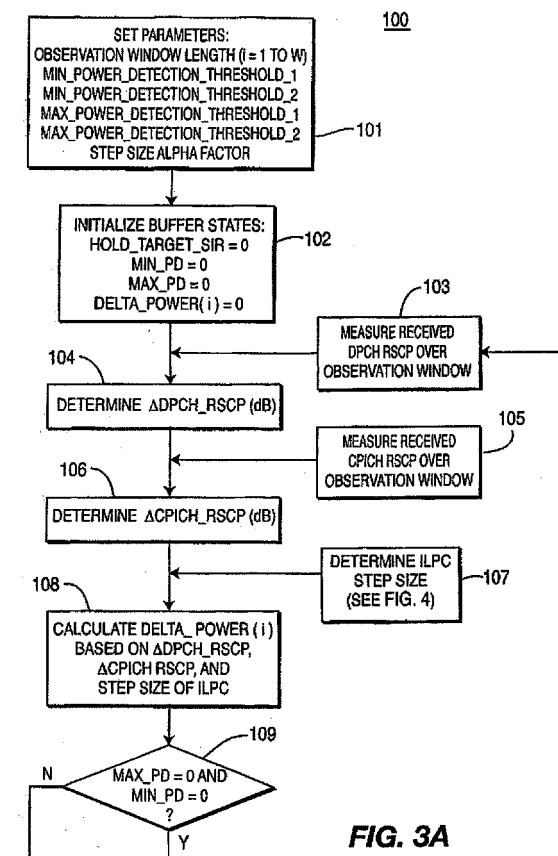 100
SET PARAMETERS:
OBSERVATION WINDOW LENGTH (i = 1 TO W)
MIN_POWER_DETECTION_THRESHOLD_1
MIN_POWER_DETECTION_THRESHOLD_2
MAX_POWER_DETECTION_THRESHOLD_1
MAX_POWER_DETECTION_THRESHOLD_2
STEP SIZE ALPHA FACTOR
101
INITIALIZE BUFFER STATES:
HOLD_TARGET_SIR = 0
MIN_PD = 0
MAX_PD = 0
DELTA_POWER( i ) = 0
102
103
MEASURE RECEIVED
DPCH RSCP OVER
OBSERVATION WINDOW
104
DETERMINE ΔDPCH_RSCP (dB)
105
MEASURE RECEIVED
CPICH RSCP OVER
OBSERVATION WINDOW
106
DETERMINE ΔCPICH_RSCP (dB)
DETERMINE ILPC
STEP SIZE
(SEE FIG. 4)
107
108
CALCULATE DELTA_ POWER ( i )
BASED ON ΔDPCH_RSCP,
ΔCPICH RSCP, AND
STEP SIZE OF ILPC
109
MAX_PD = 0 AND
MIN_PD = 0
?
N
Y
FIG. 3A